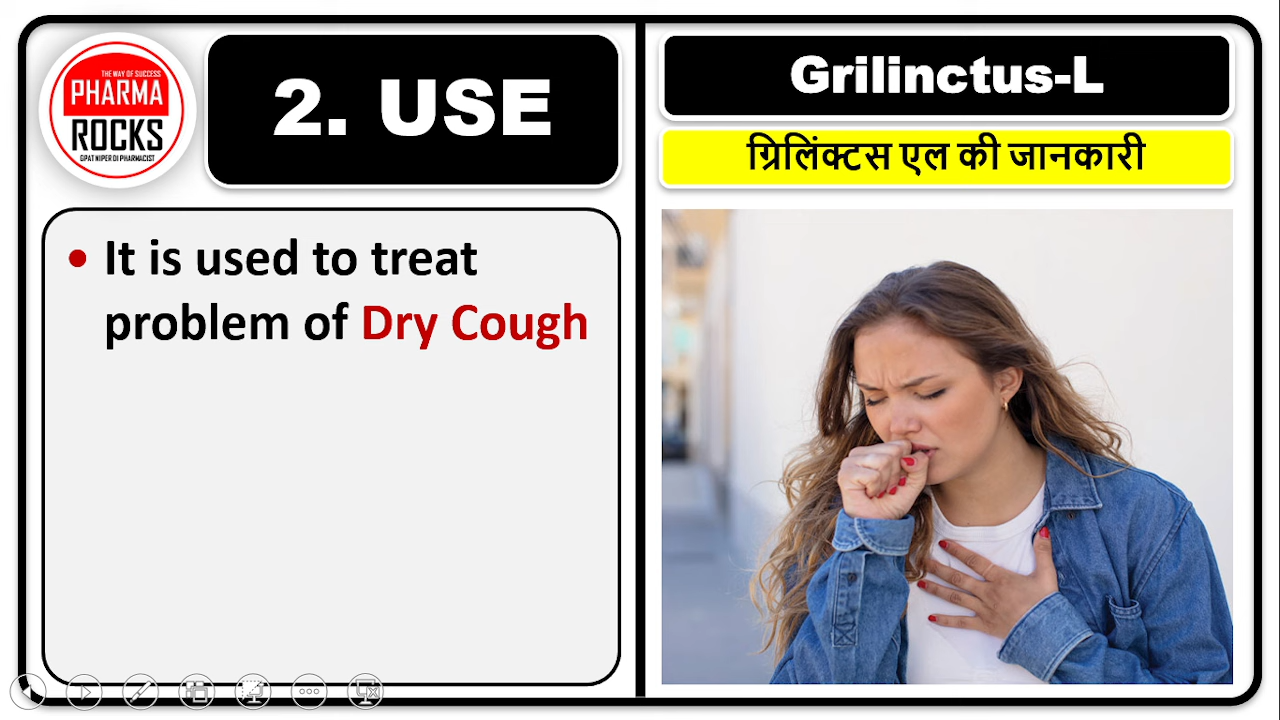 THE WAY OF SUCCESS
PHARMA
ROCKS
GPAT NIPER DI PHARMACIST
2. USE
• It is used to treat
problem of Dry Cough
Grilinctus-L
ग्रिलिंक्टस एल की जानकारी